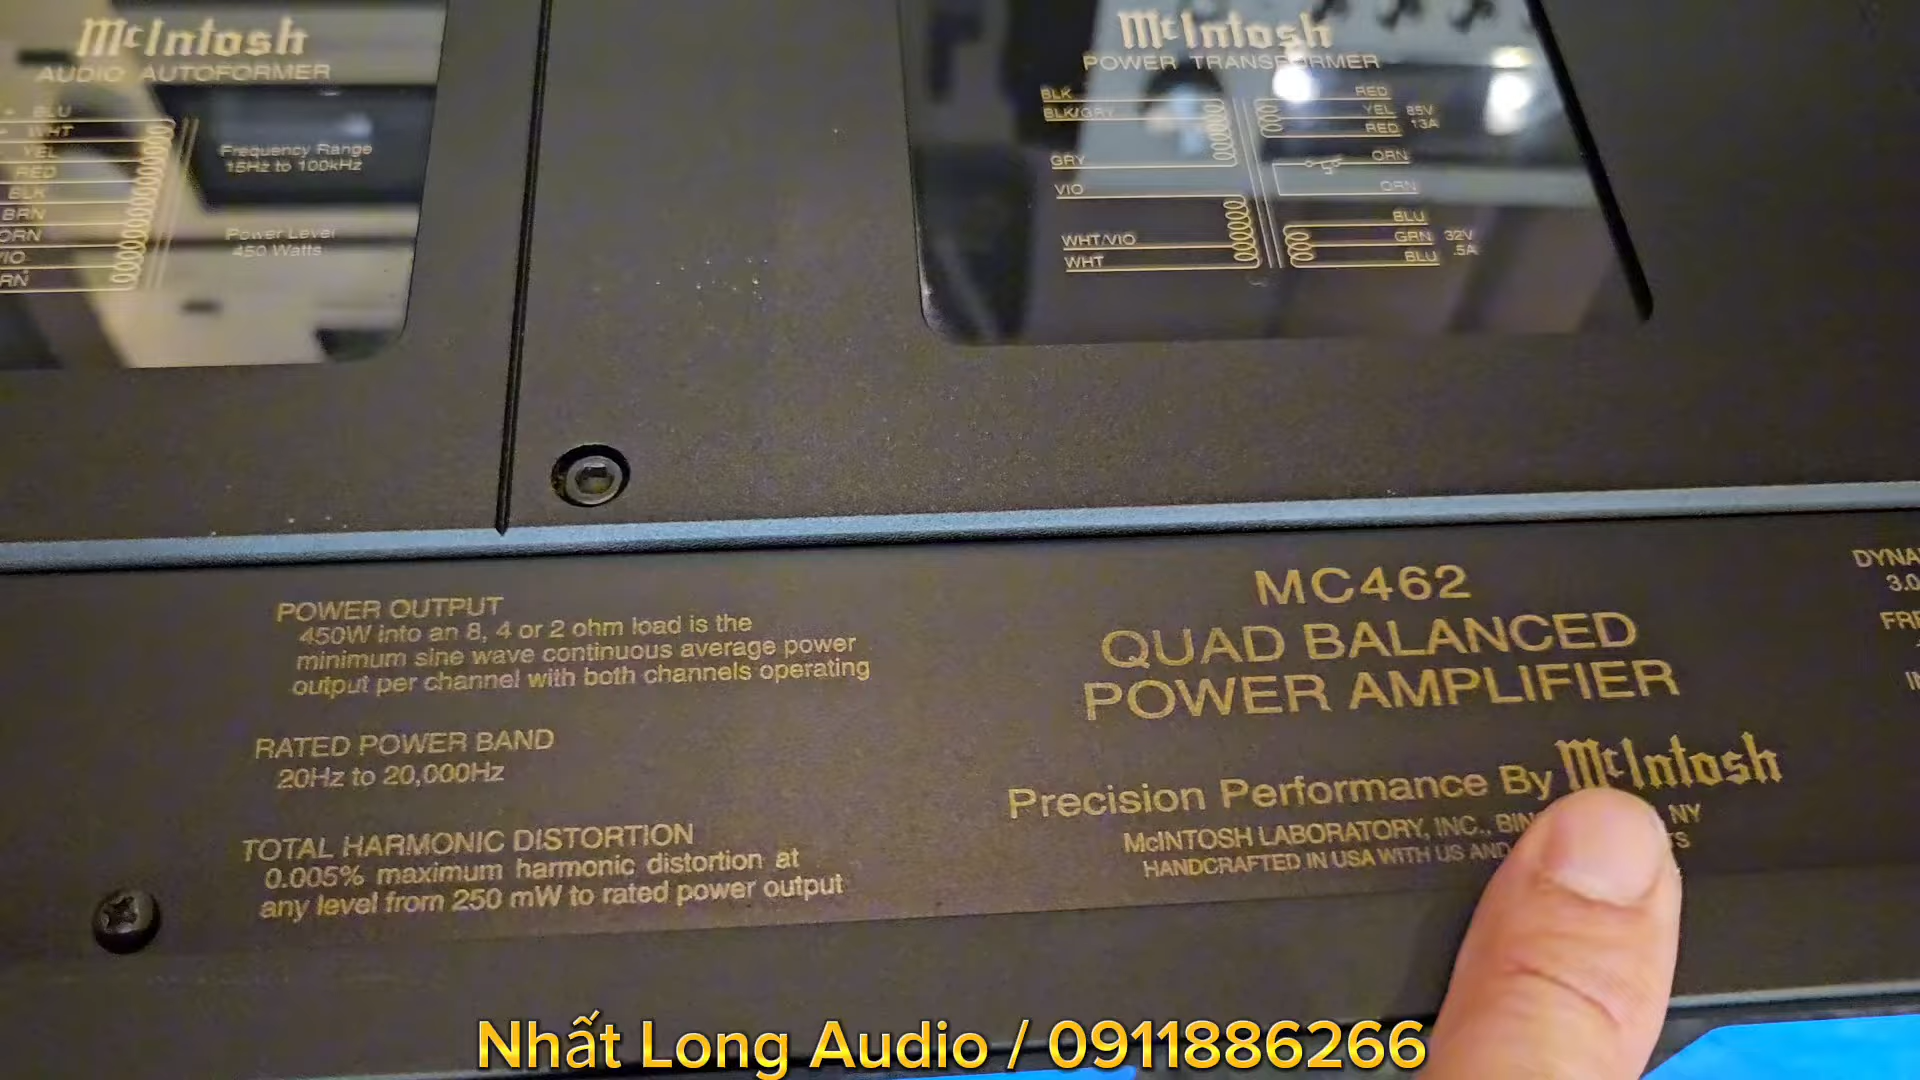 McIntosh
AUDIO AUTOFORMER
BLU
WHT
YEL
RED
BLK
BRN
ORN
VIO
Frequency Range
15Hz to 100kHz
Power Level
450 Watts
McIntosh
POWER TRANSFORMER
BLK
BLK/GRY
GRY
VIO
WHT/VIO
WHT
RED
YEL
RED
85V
13A
ORN
ORN
BLU
GRN
BLU
32V
.5A
POWER OUTPUT
450W into an 8, 4 or 2 ohm load is the
minimum sine wave continuous average power
output per channel with both channels operating
RATED POWER BAND
20Hz to 20,000Hz
TOTAL HARMONIC DISTORTION
0.005% maximum harmonic distortion at
any level from 250 mW to rated power output
MC462
QUAD BALANCED
POWER AMPLIFIER
Precision Performance By McIntosh
McINTOSH LABORATORY, INC., NY
HANDCRAFTED IN USA WITH US AND
Nhất Long Audio / 0911886266